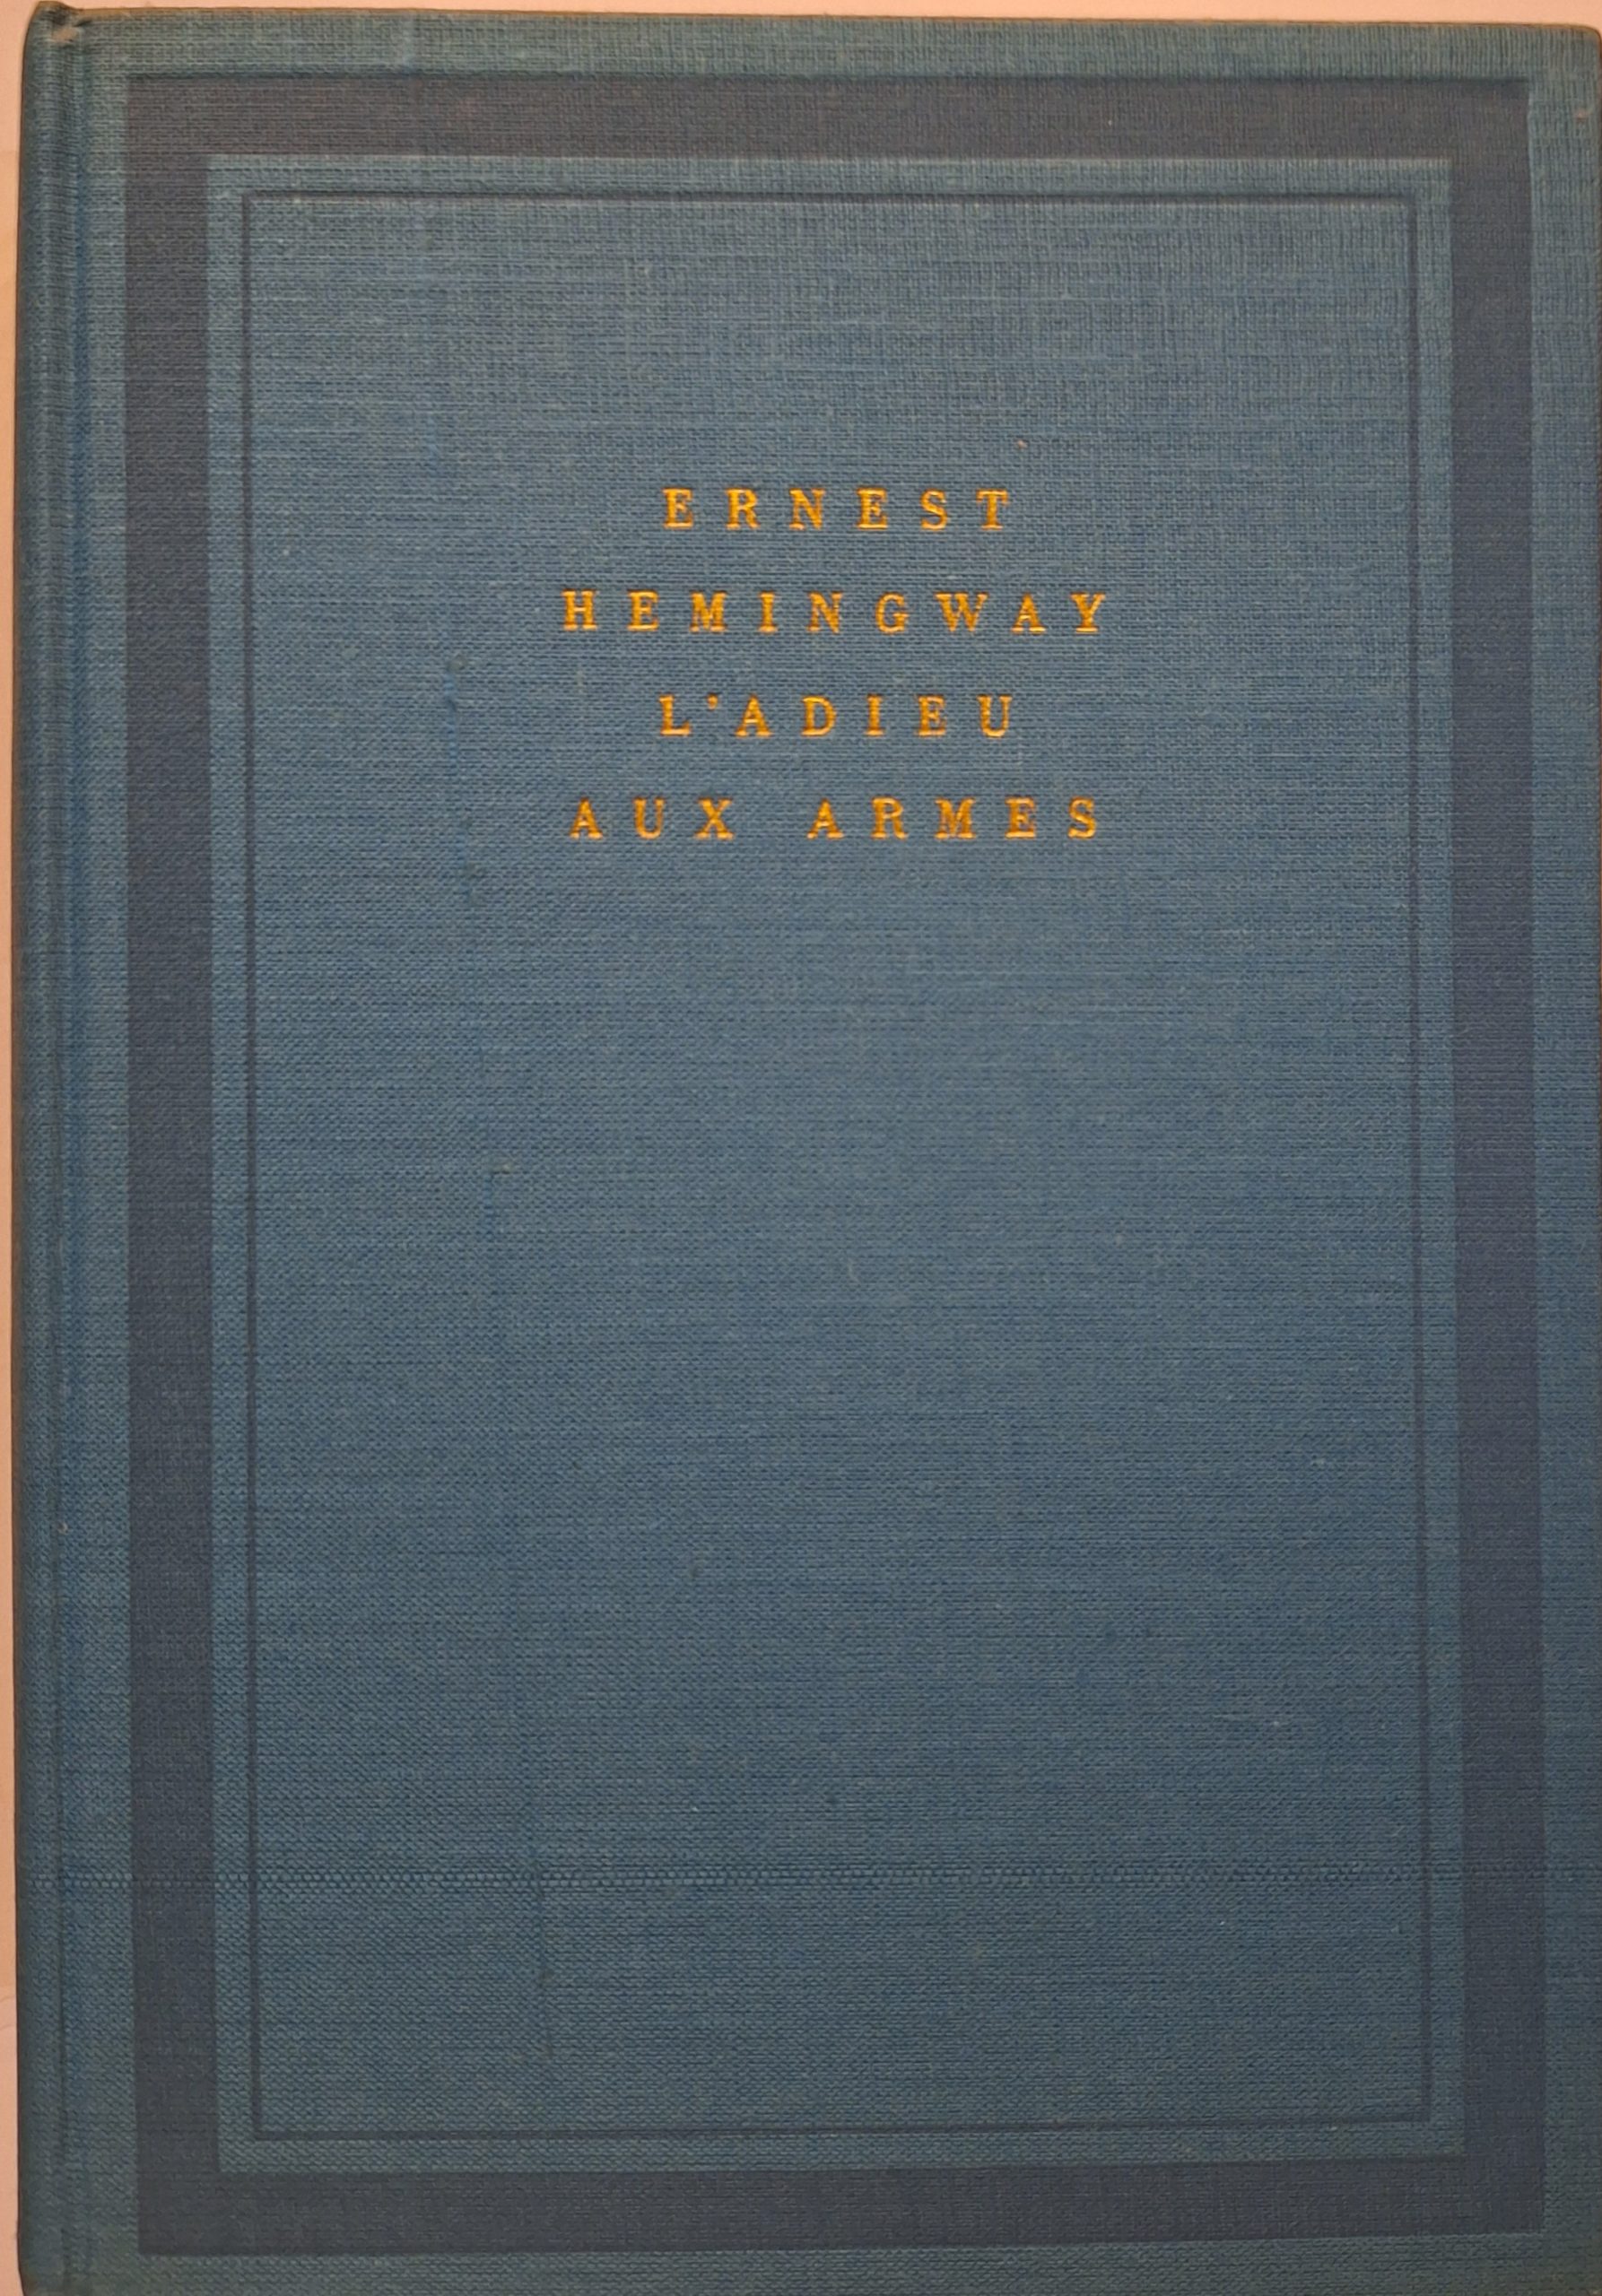 ERNEST
HEMINGWAY
L'ADIEU
AUX ARMES